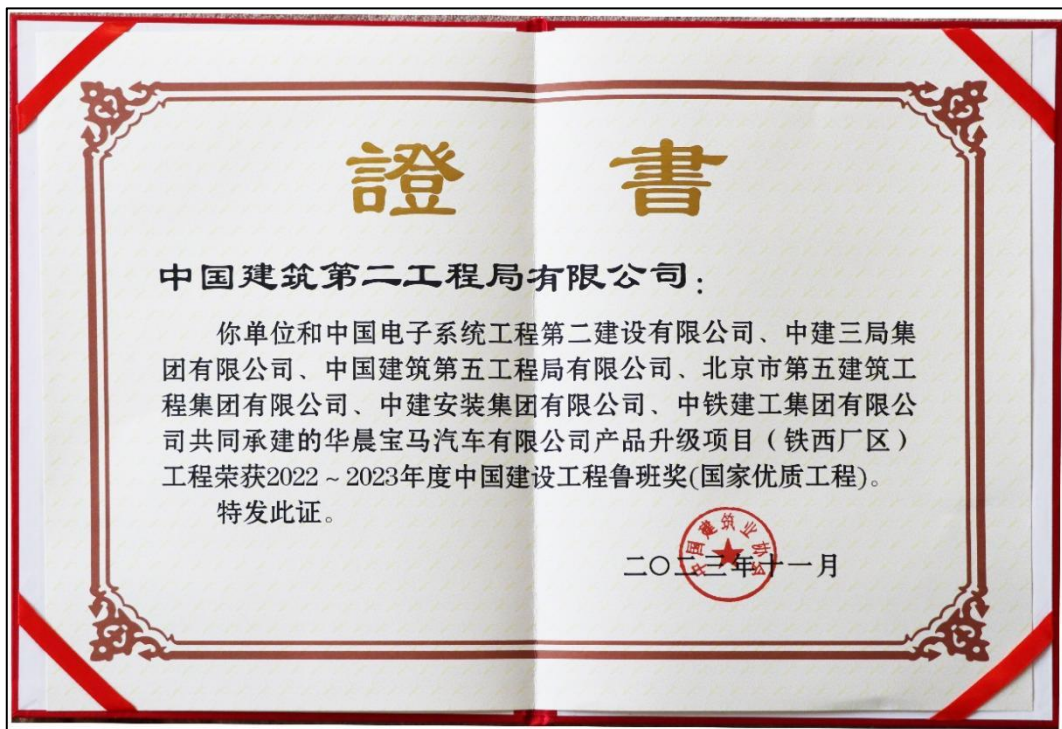 證書
中国建筑第二工程局有限公司：
你单位和中国电子系统工程第二建设有限公司、中建三局集
团有限公司、中国建筑第五工程局有限公司、北京市第五建筑工
程集团有限公司、中建安装集团有限公司、中铁建工集团有限公
司共同承建的华晨宝马汽车有限公司产品升级项目（铁西厂区）
工程荣获2022～2023年度中国建设工程鲁班奖(国家优质工程)。
特发此证。
中国建筑业协会
二〇二三年十一月